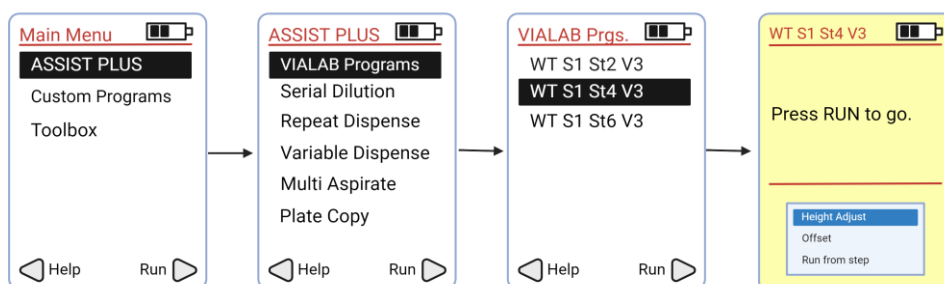 Main Menu
ASSIST PLUS
Custom Programs
Toolbox
Help
Run
ASSIST PLUS
VIALAB Programs
Serial Dilution
Repeat Dispense
Variable Dispense
Multi Aspirate
Plate Copy
Help
Run
VIALAB Prgs.
WT S1 St2 V3
WT S1 St4 V3
WT S1 St6 V3
Help
Run
WT S1 St4 V3
Press RUN to go.
Height Adjust
Offset
Run from step